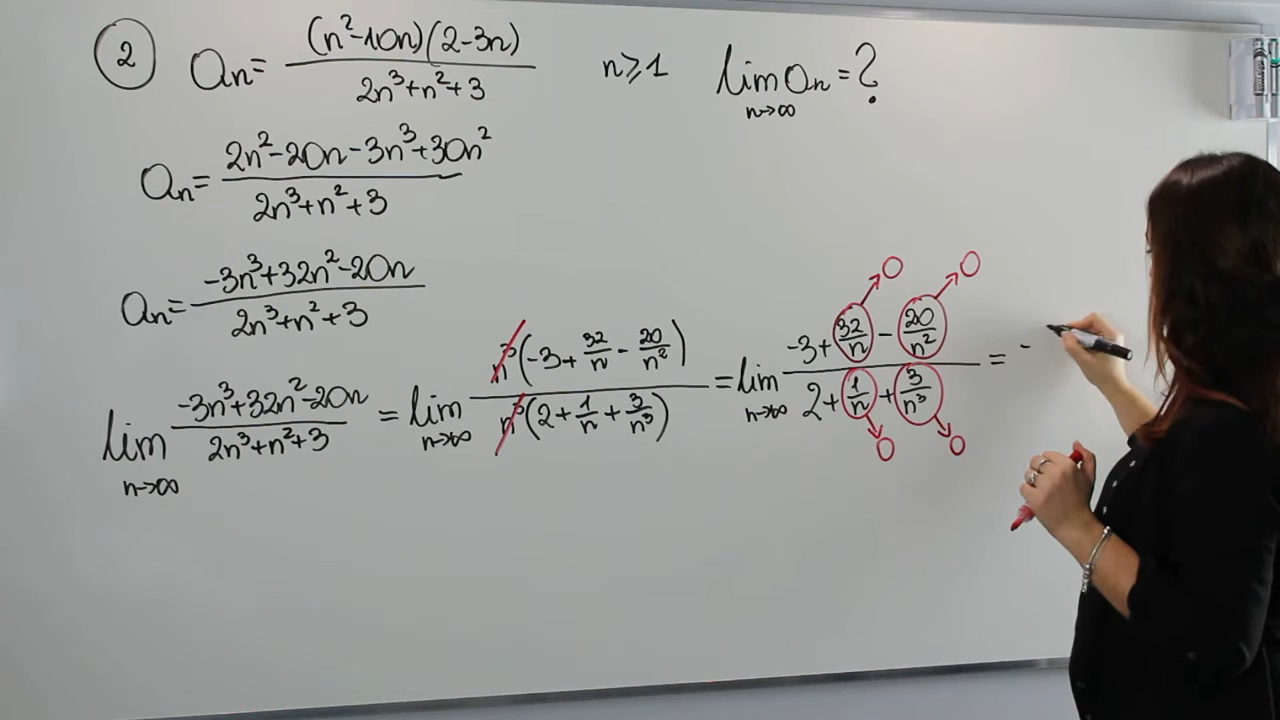 2 aₙ = (n²-10n)(2-3n) / 2n³+n²+3 n⩾1 lim n→∞ aₙ = ?
aₙ = 2n²-20n-3n³+30n² / 2n³+n²+3
aₙ = -3n³+32n²-20n / 2n³+n²+3
lim n→∞ -3n³+32n²-20n / 2n³+n²+3 = lim n→∞ n³(-3+32/n-20/n²) / n³(2+1/n+3/n³) = lim n→∞ -3+32/n→0 - 20/n²→0 / 2+1/n→0 + 3/n³→0 = -